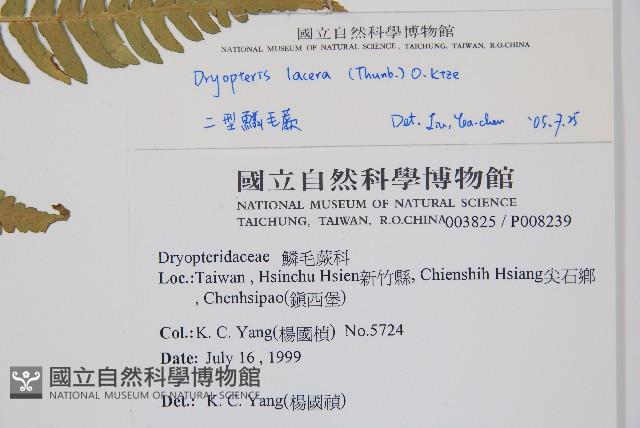 國立自然科學博物館
NATIONAL MUSEUM OF NATURAL SCIENCE, TAICHUNG, TAIWAN, R.O.CHINA
Dryopteris lacera (Thunb.) O. Ktze
二型鱗毛蕨 Det. Liu, Yea-chen '05.7.25
國立自然科學博物館
NATIONAL MUSEUM OF NATURAL SCIENCE
TAICHUNG, TAIWAN, R.O.CHINA 003825 / P008239
Dryopteridaceae 鱗毛蕨科
Loc.:Taiwan , Hsinchu Hsien新竹縣, Chienshih Hsiang尖石鄉
, Chenhsipao(鎮西堡)
Col.: K. C. Yang(楊國楨) No.5724
Date: July 16 , 1999
Det.: K. C. Yang(楊國禎)
國立自然科學博物館
NATIONAL MUSEUM OF NATURAL SCIENCE